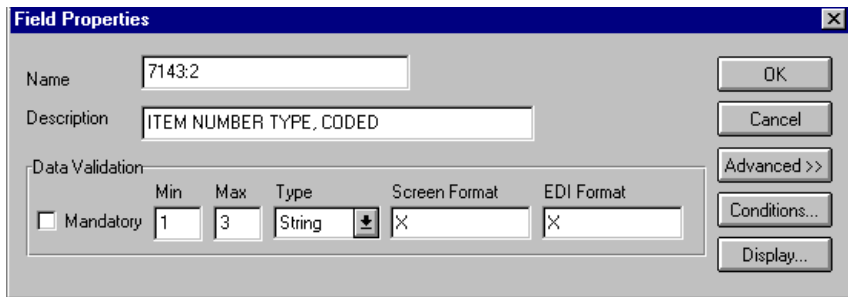 Field Properties
Name 7143:2 OK
Description ITEM NUMBER TYPE, CODED Cancel
Data Validation Advanced >>
Min Max Type Screen Format EDI Format
Mandatory 1 3 String X X Conditions...
Display...